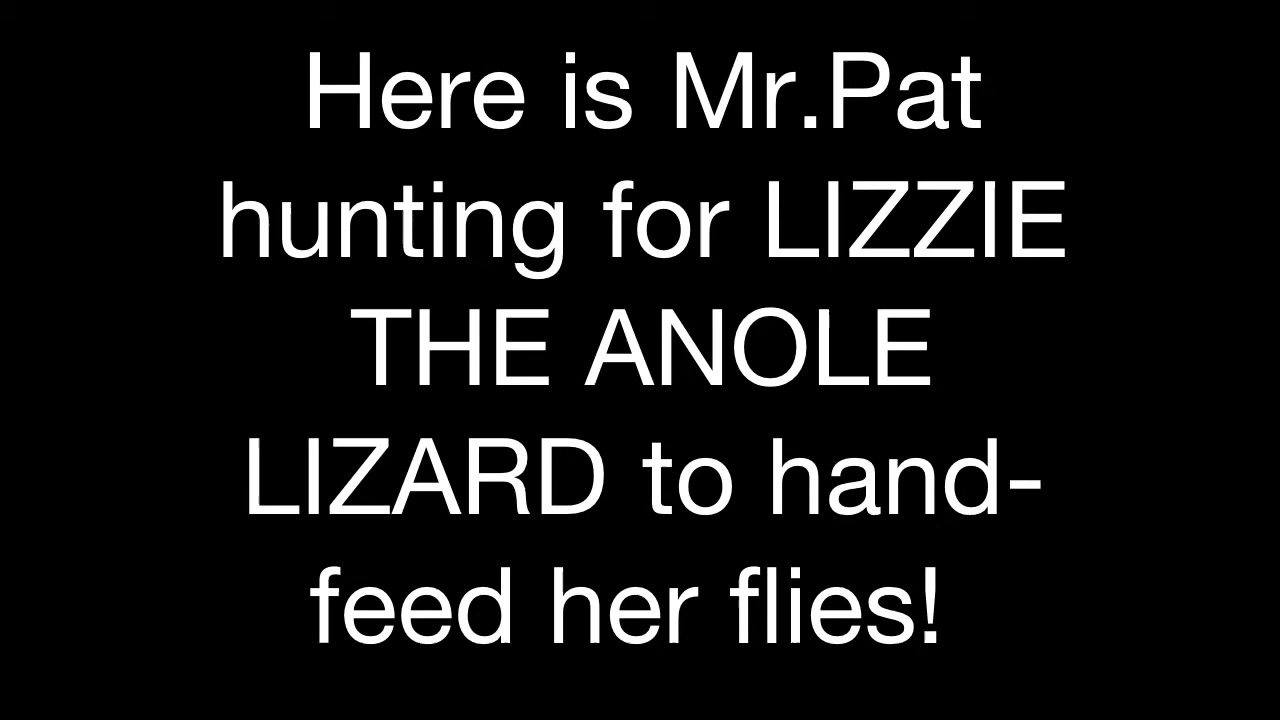 Here is Mr.Pat
hunting for LIZZIE
THE ANOLE
LIZARD to hand-
feed her flies!